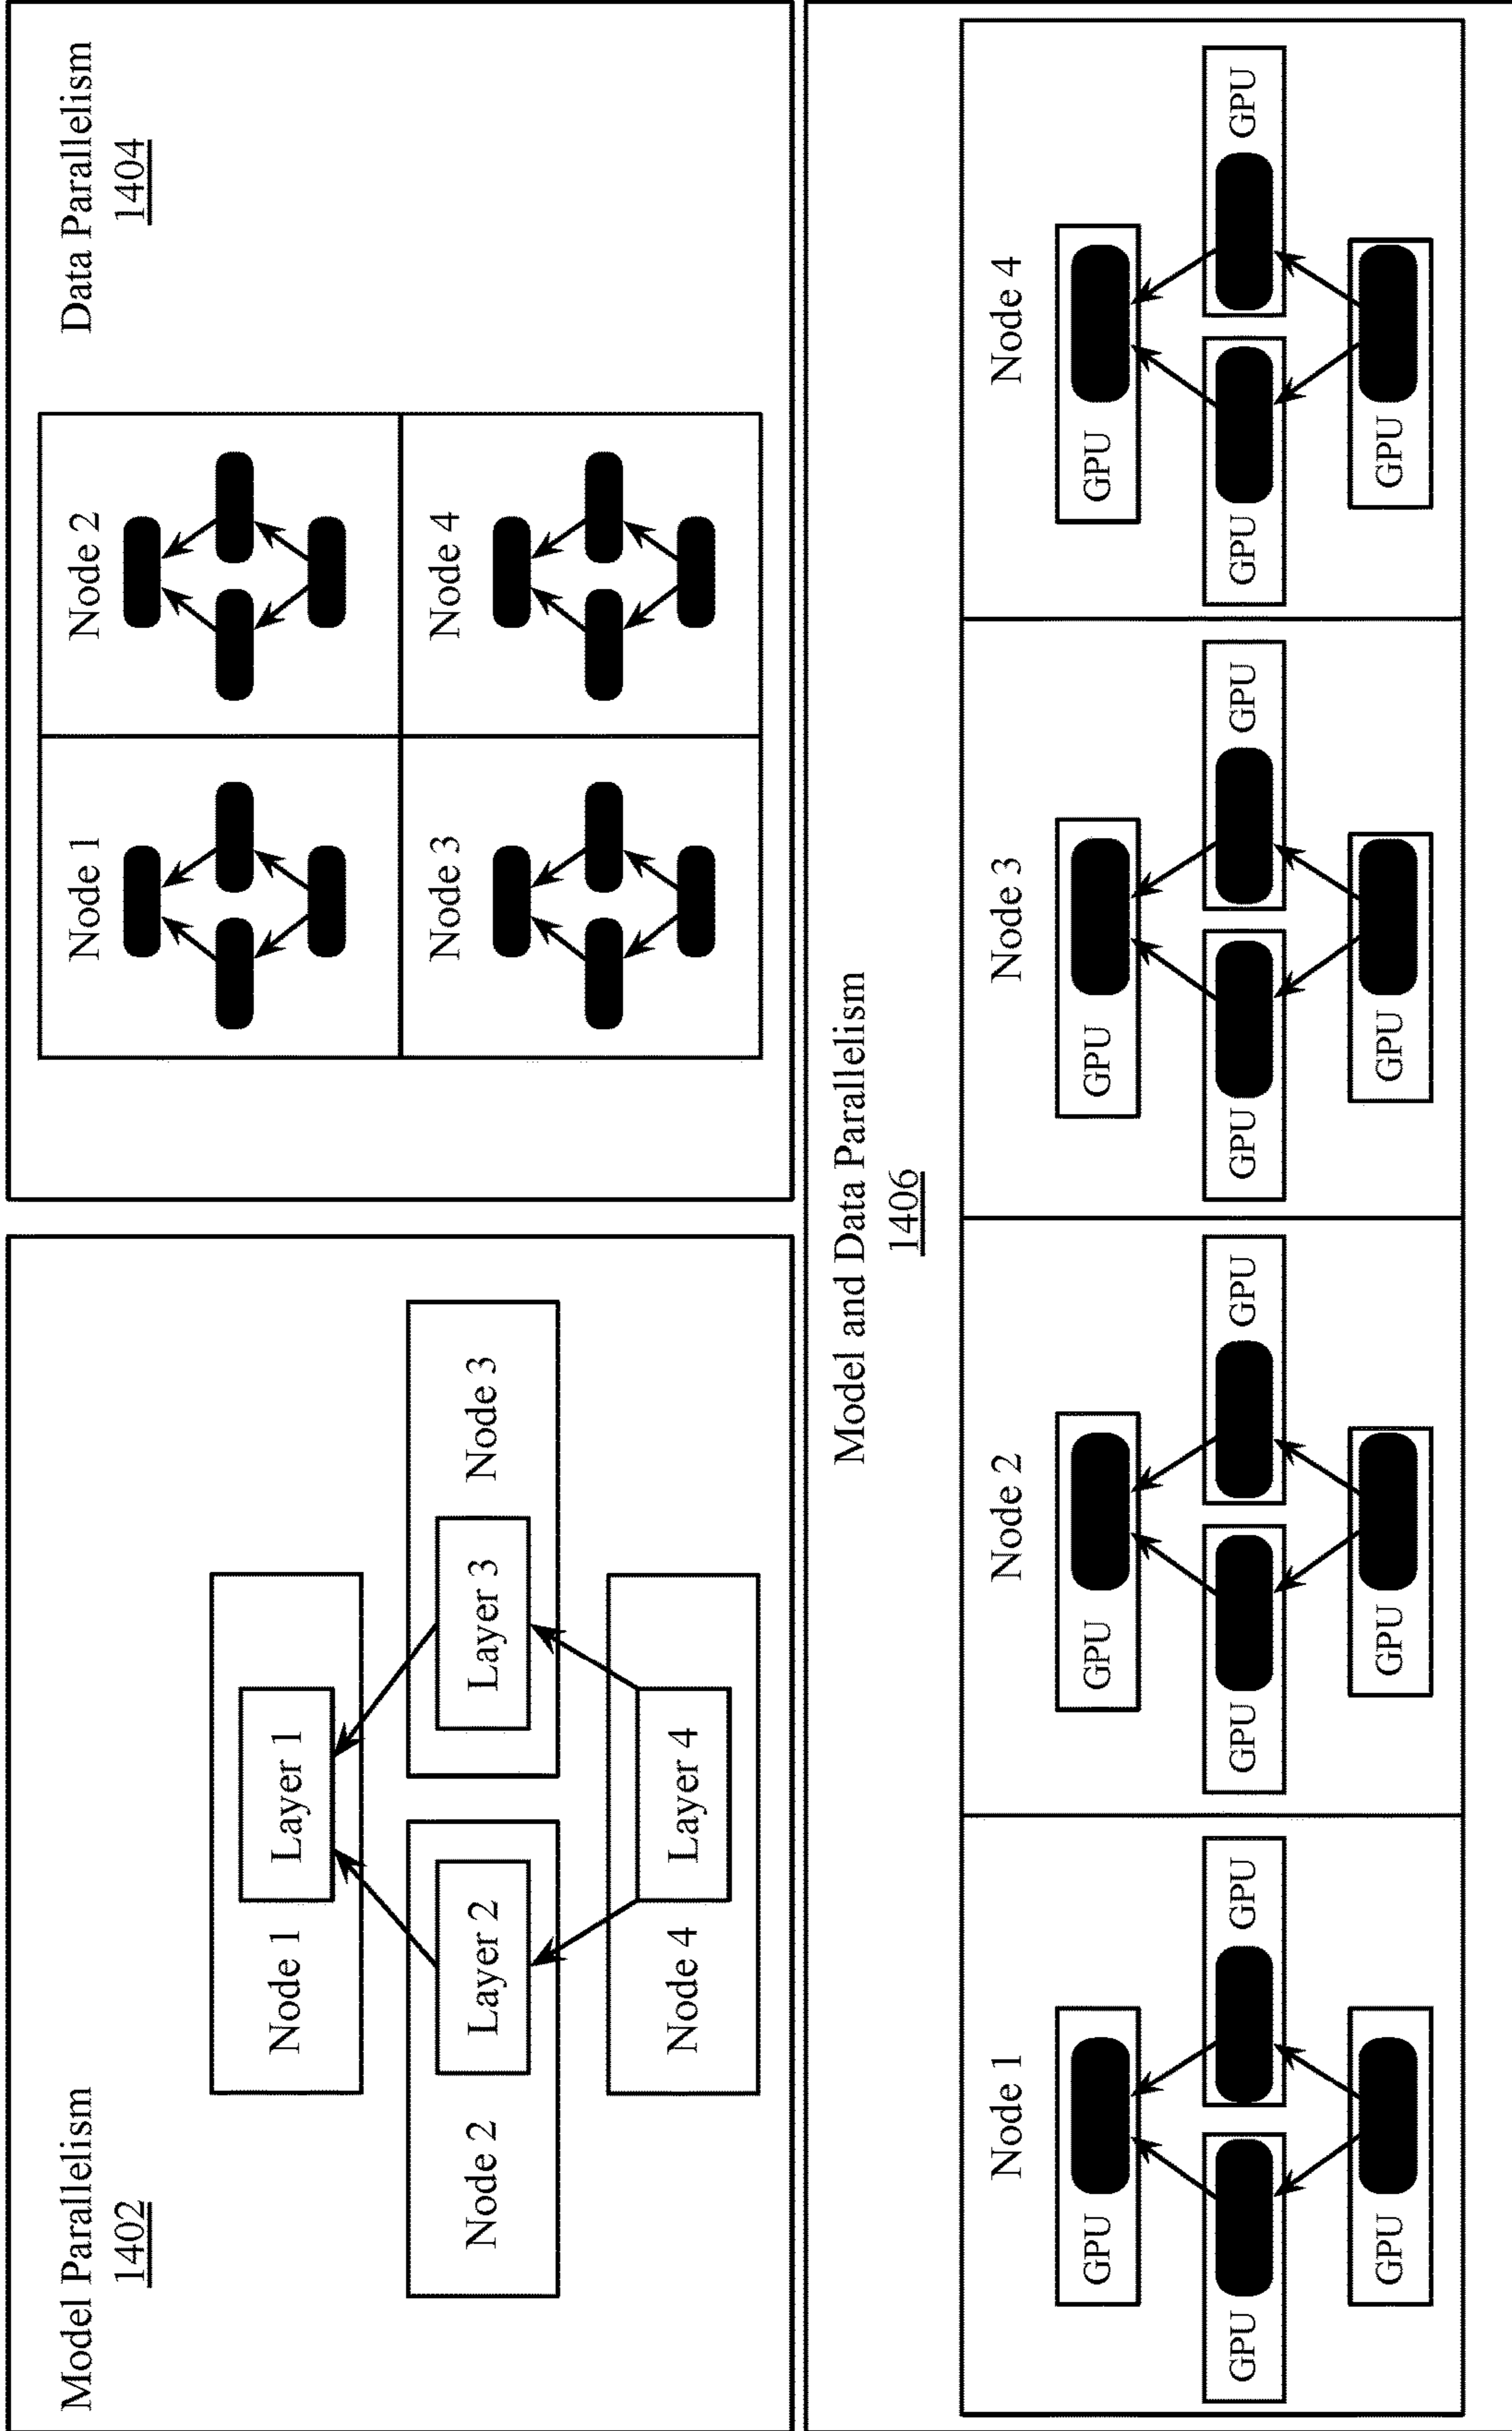 Model Parallelism
1402
Node 1
Layer 1
Node 2
Layer 2
Layer 3
Node 3
Node 4
Layer 4
Data Parallelism
1404
Node 1
Node 2
Node 3
Node 4
Model and Data Parallelism
1406
Node 1
GPU
GPU
GPU
GPU
Node 2
GPU
GPU
GPU
GPU
Node 3
GPU
GPU
GPU
GPU
Node 4
GPU
GPU
GPU
GPU